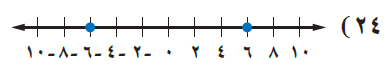 (٢٤
١٠- ٨- ٦- ٤- ٢- ٠ ٢ ٤ ٦ ٨ ١٠